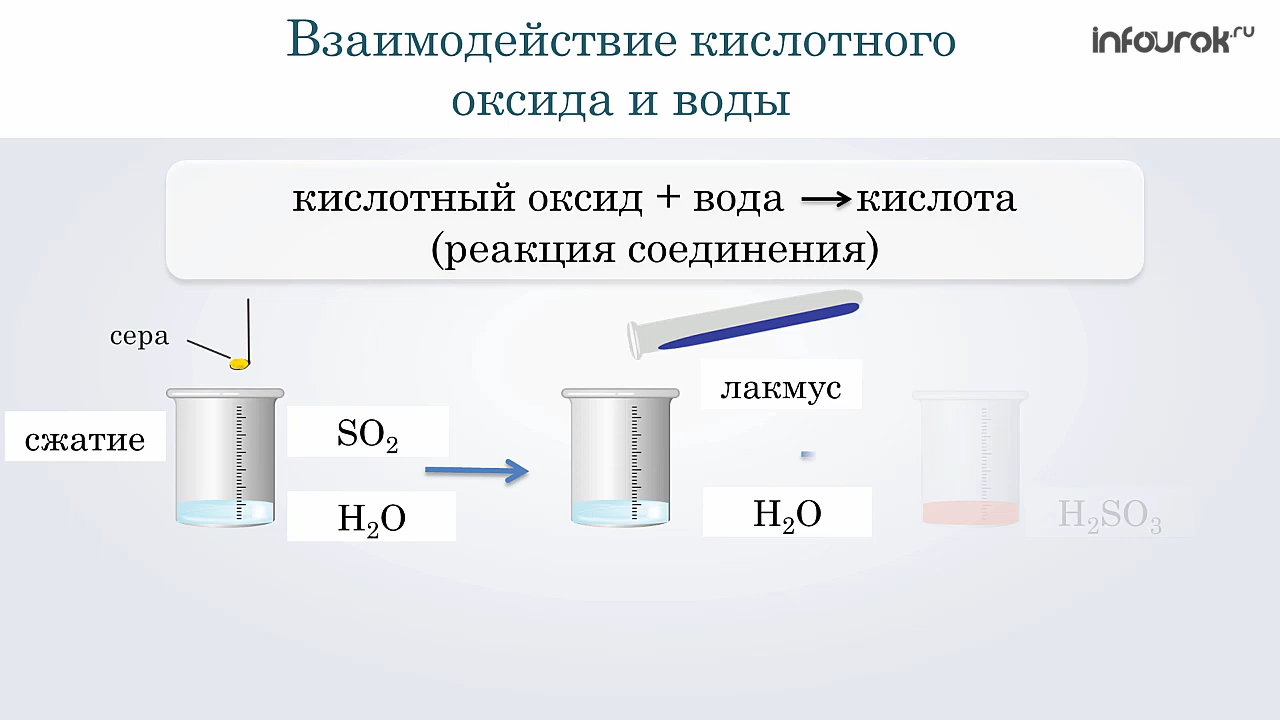 Взаимодействие кислотного
оксида и воды
infourok.ru
кислотный оксид + вода ⟶ кислота
(реакция соединения)
сера
сжатие
SO₂
H₂O
лакмус
H₂O
H₂SO₃